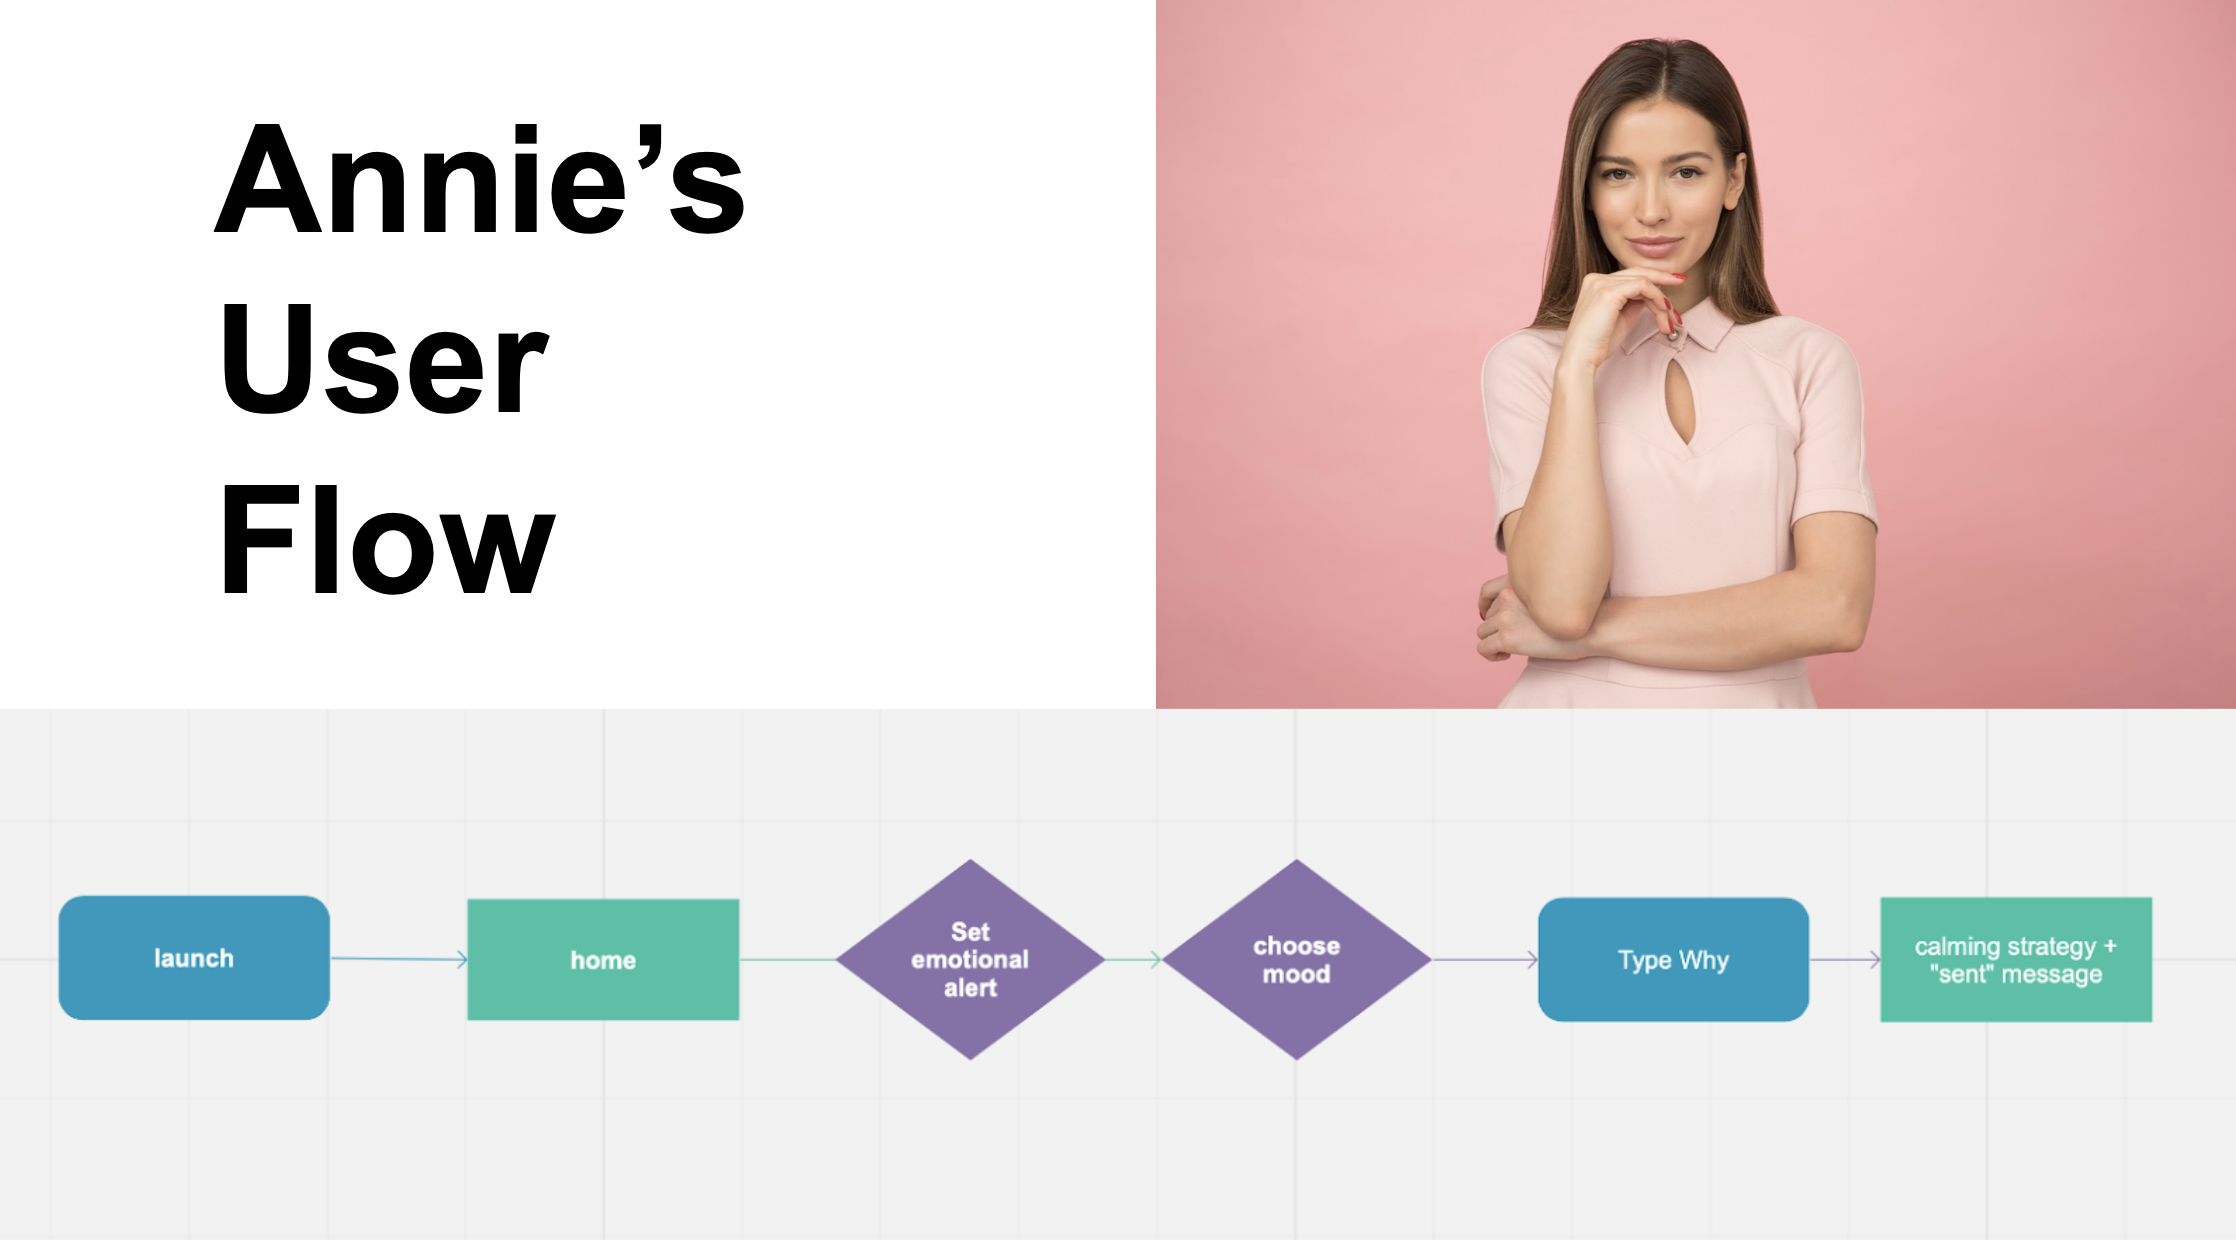 Annie’s
User
Flow
launch
home
Set
emotional
alert
choose
mood
Type Why
calming strategy +
"sent" message